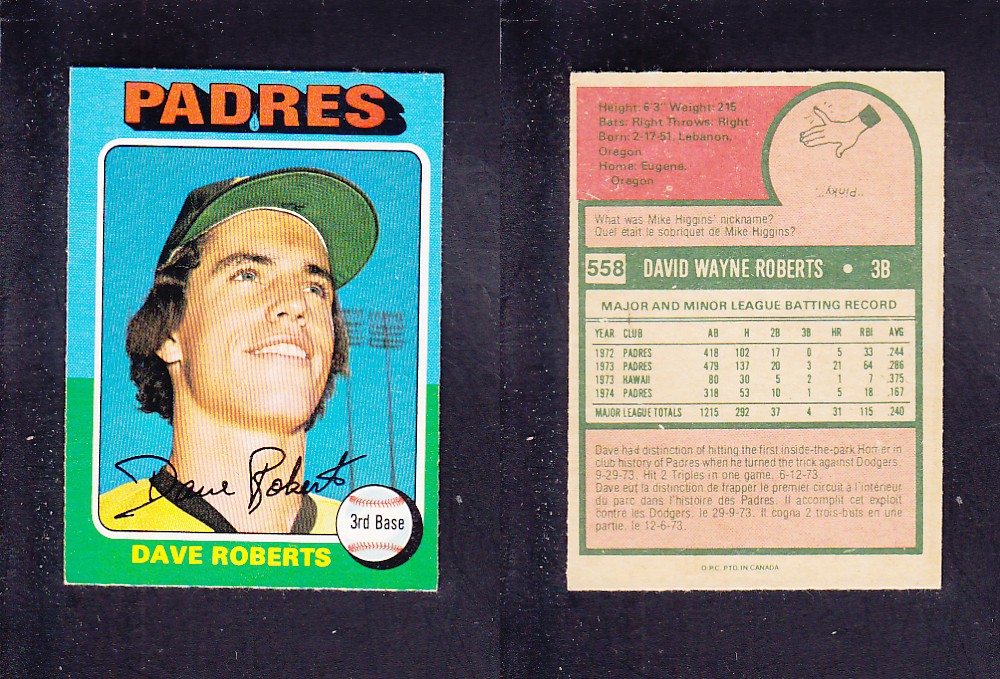 PADRES
Dave Roberts
3rd Base
DAVE ROBERTS
Height: 6'3" Weight: 215
Bats: Right Throws: Right
Born: 2-17-51, Lebanon,
Oregon
Home: Eugene,
Oregon
"Pinky"
What was Mike Higgins' nickname?
Quel était le sobriquet de Mike Higgins?
558 DAVID WAYNE ROBERTS • 3B
MAJOR AND MINOR LEAGUE BATTING RECORD
YEAR CLUB AB H 2B 3B HR RBI AVG
1972 PADRES 418 102 17 0 5 33 .244
1973 PADRES 479 137 20 3 21 64 .286
1973 HAWAII 80 30 5 2 1 7 .375
1974 PADRES 318 53 10 1 5 18 .167
MAJOR LEAGUE TOTALS 1215 292 37 4 31 115 .240
Dave had distinction of hitting the first inside-the-park Homer in
club history of Padres when he turned the trick against Dodgers,
9-29-73. Hit 2 Triples in one game, 6-12-73.
Dave eut la distinction de frapper le premier circuit à l'intérieur
du parc dans l'histoire des Padres. Il accomplit cet exploit
contre les Dodgers, le 29-9-73. Il cogna 2 trois-buts en une
partie, le 12-6-73.
O.P.C. PTD. IN CANADA